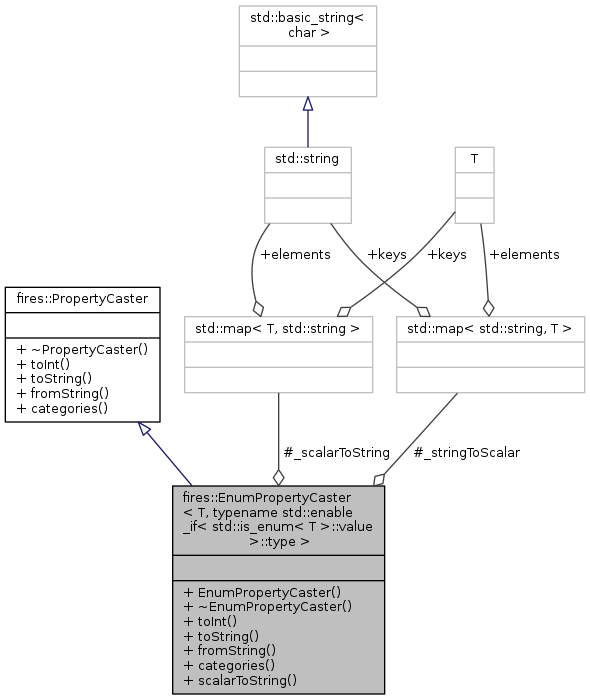 std::basic_string<
char >
std::string
T
+elements
+keys
+keys
+elements
fires::PropertyCaster
+ ~PropertyCaster()
+ toInt()
+ toString()
+ fromString()
+ categories()
std::map< T, std::string >
std::map< std::string, T >
#_scalarToString
#_stringToScalar
fires::EnumPropertyCaster
< T, typename std::enable
_if< std::is_enum< T >::value
>::type >
+ EnumPropertyCaster()
+ ~EnumPropertyCaster()
+ toInt()
+ toString()
+ fromString()
+ categories()
+ scalarToString()